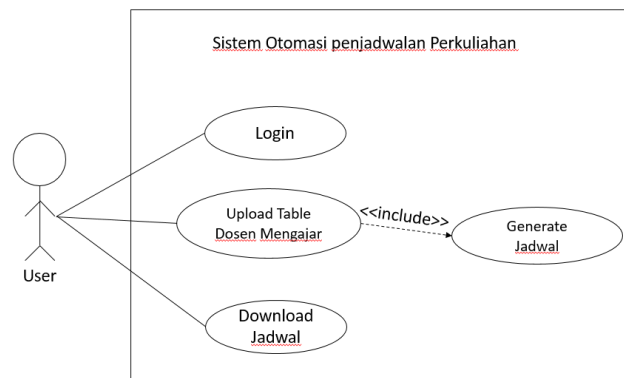 Sistem Otomasi penjadwalan Perkuliahan
Login
Upload Table
Dosen Mengajar
<<include>>
Generate
Jadwal
User
Download
Jadwal